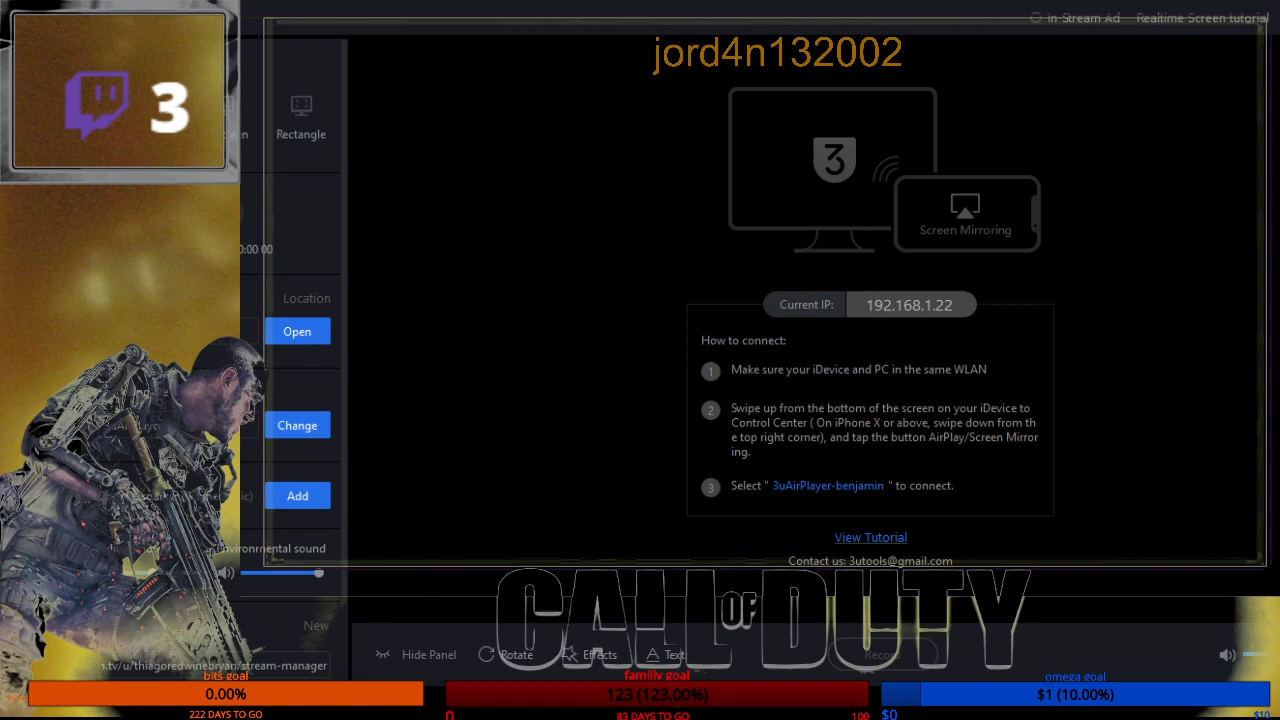 In-Stream Ad Realtime Screen tutorial
jord4n132002
3
Rectangle
3
Screen Mirroring
Location
Current IP: 192.168.1.22
Open
How to connect:
1 Make sure your iDevice and PC in the same WLAN
2 Swipe up from the bottom of the screen on your iDevice to
Control Center ( On iPhone X or above, swipe down from th
e top right corner), and tap the button AirPlay/Screen Mirror
ing.
Change
3 Select " 3uAirPlayer-benjamin " to connect.
Add
View Tutorial
Environmental sound
Contact us: 3utools@gmail.com
CALL OF DUTY
New
Hide Panel Rotate Effects Text Record
n.tv/u/thiagoredwinebryan/stream-manager
bits goal
0.00%
222 DAYS TO GO
familly goal
123 (123.00%)
0 83 DAYS TO GO 100
omega goal
$1 (10.00%)
$0 $10